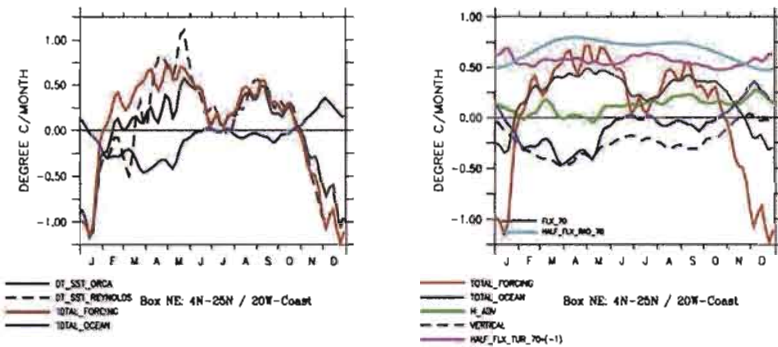 1.00
0.50
0.00
-0.50
-1.00
DEGREE C/MONTH
J F M A M J J A S O N D
DT_SST_ORCA
DT_SST_REYNOLDS
TOTAL_FORCING
TOTAL_OCEAN
Box NE: 4N-25N / 20W-Coast
1.00
0.50
0.00
-0.50
-1.00
DEGREE C/MONTH
FLX_70
HALF_FLX_RAD_70
J F M A M J J A S O N D
TOTAL_FORCING
TOTAL_OCEAN
H_ADV
VERTICAL
HALF_FLX_TUR_70*(-1)
Box NE: 4N-25N / 20W-Coast